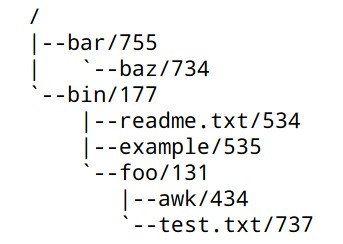 /
|--bar/755
|   `--baz/734
`--bin/177
    |--readme.txt/534
    |--example/535
    `--foo/131
       |--awk/434
       `--test.txt/737